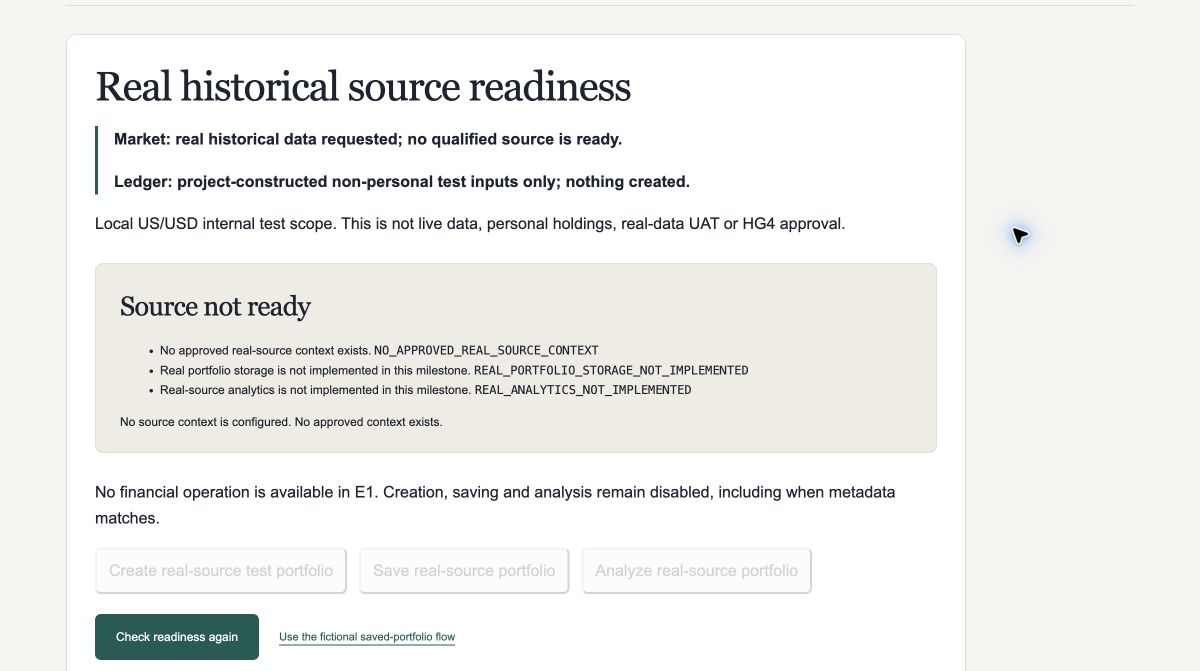 Real historical source readiness
Market: real historical data requested; no qualified source is ready.
Ledger: project-constructed non-personal test inputs only; nothing created.
Local US/USD internal test scope. This is not live data, personal holdings, real-data UAT or HG4 approval.
Source not ready
• No approved real-source context exists. NO_APPROVED_REAL_SOURCE_CONTEXT
• Real portfolio storage is not implemented in this milestone. REAL_PORTFOLIO_STORAGE_NOT_IMPLEMENTED
• Real-source analytics is not implemented in this milestone. REAL_ANALYTICS_NOT_IMPLEMENTED
No source context is configured. No approved context exists.
No financial operation is available in E1. Creation, saving and analysis remain disabled, including when metadata
matches.
Create real-source test portfolio Save real-source portfolio Analyze real-source portfolio
Check readiness again Use the fictional saved-portfolio flow